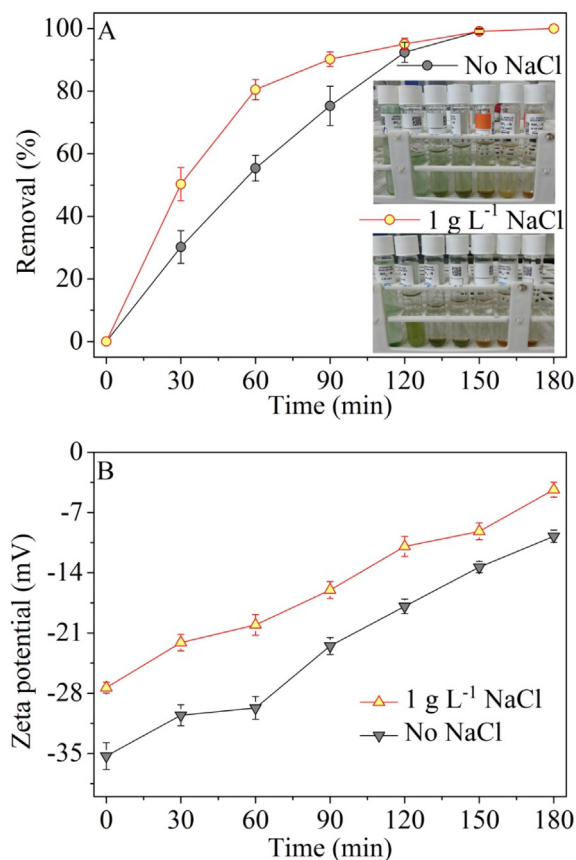 A
100
80
60
40
20
0
Removal (%)
No NaCl
1 g L⁻¹ NaCl
0 30 60 90 120 150 180
Time (min)
B
0
-7
-14
-21
-28
-35
Zeta potential (mV)
1 g L⁻¹ NaCl
No NaCl
0 30 60 90 120 150 180
Time (min)